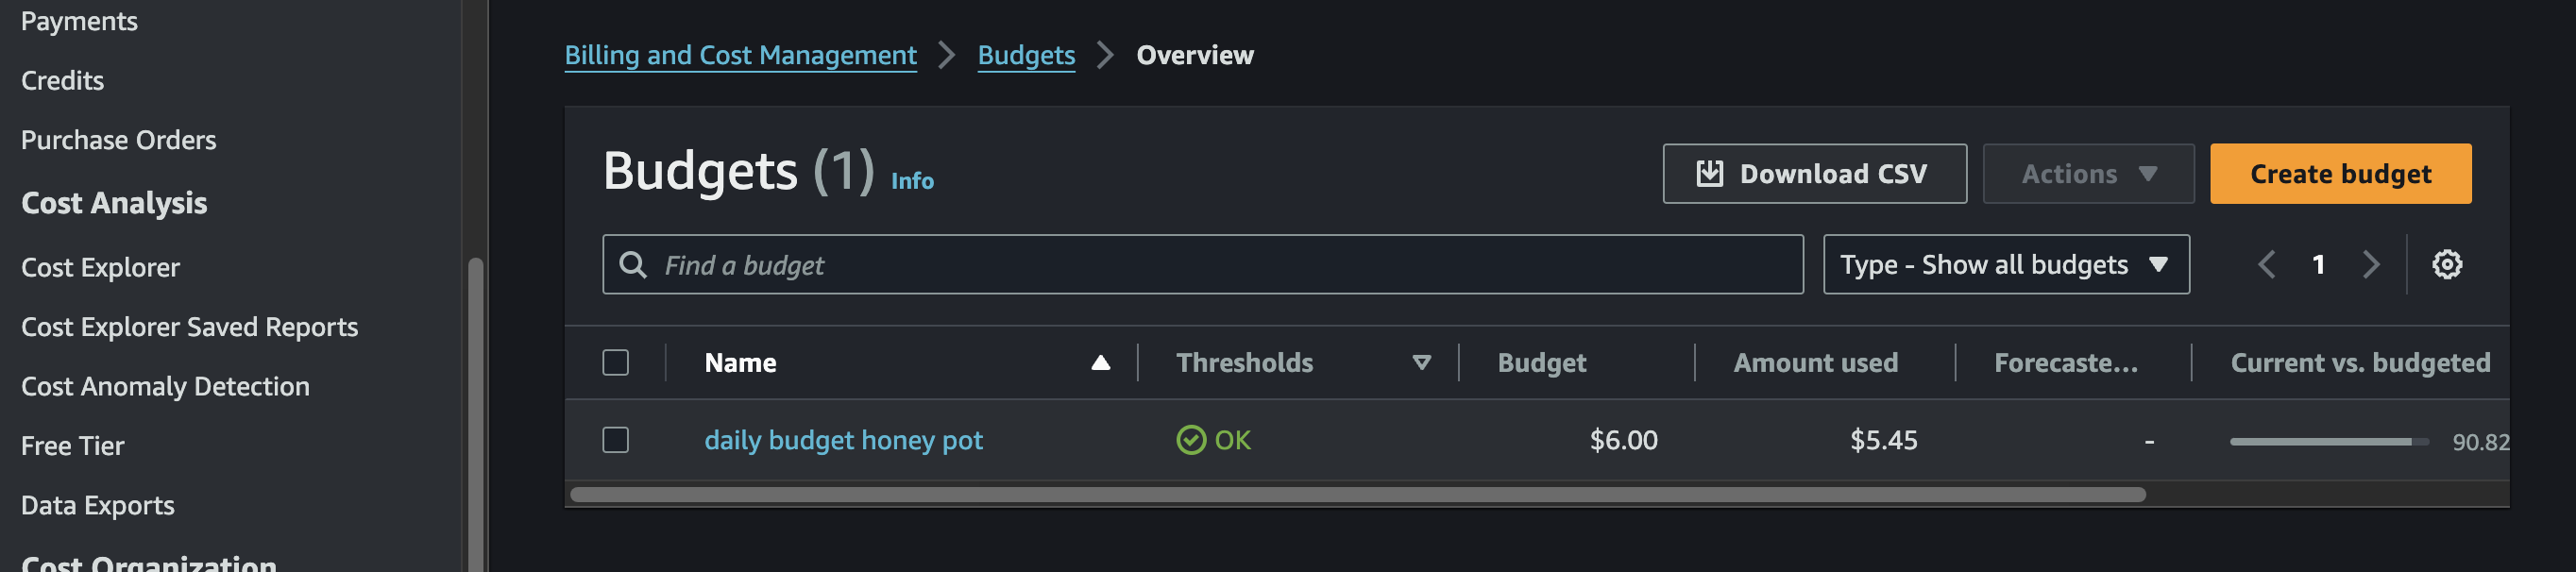 Payments
Credits
Purchase Orders
Cost Analysis
Cost Explorer
Cost Explorer Saved Reports
Cost Anomaly Detection
Free Tier
Data Exports
Cost Organization
Billing and Cost Management > Budgets > Overview
Budgets (1) Info
Download CSV
Actions
Create budget
Find a budget
Type - Show all budgets
1
Name Thresholds Budget Amount used Forecaste... Current vs. budgeted
daily budget honey pot OK $6.00 $5.45 - 90.82